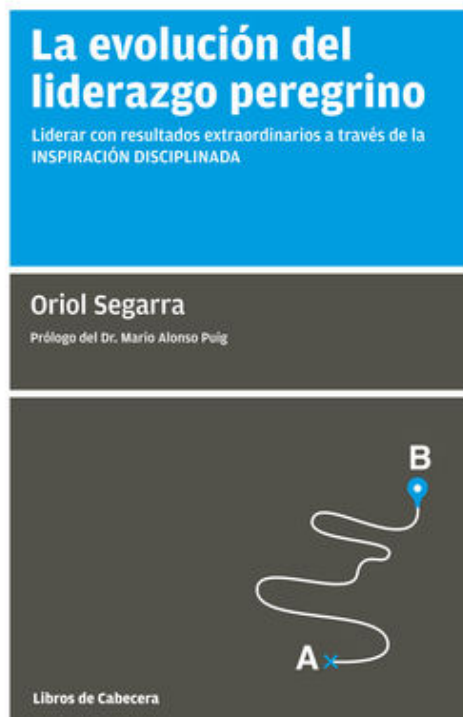 La evolución del
liderazgo peregrino
Liderar con resultados extraordinarios a través de la
INSPIRACIÓN DISCIPLINADA
Oriol Segarra
Prólogo del Dr. Mario Alonso Puig
B
A
Libros de Cabecera